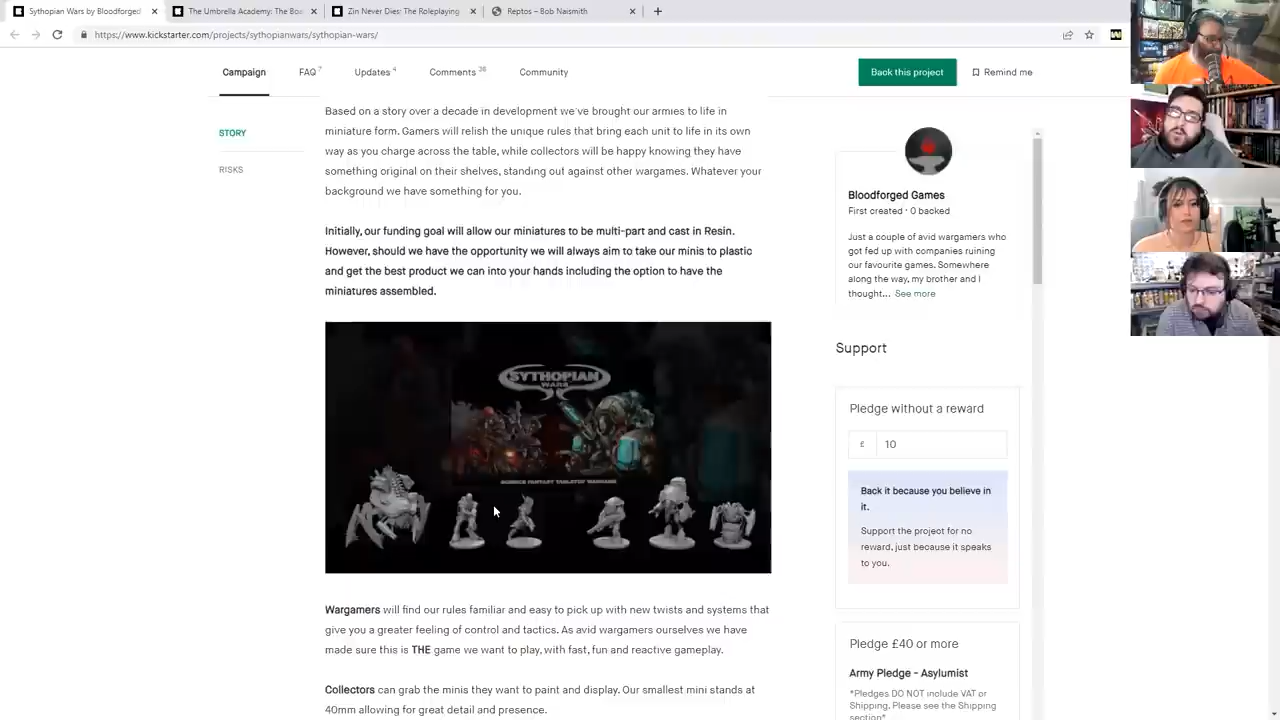 Sythopian Wars by Bloodforged
The Umbrella Academy: The Boa
Zin Never Dies: The Roleplaying
Reptos – Bob Naismith
https://www.kickstarter.com/projects/sythopianwars/sythopian-wars/
Campaign
FAQ 7
Updates 4
Comments 36
Community
Back this project
Remind me
STORY
RISKS
Based on a story over a decade in development we've brought our armies to life in
miniature form. Gamers will relish the unique rules that bring each unit to life in its own
way as you charge across the table, while collectors will be happy knowing they have
something original on their shelves, standing out against other wargames. Whatever your
background we have something for you.
Initially, our funding goal will allow our miniatures to be multi-part and cast in Resin.
However, should we have the opportunity we will always aim to take our minis to plastic
and get the best product we can into your hands including the option to have the
miniatures assembled.
SYTHOPIAN
WARS
SCIENCE FANTASY TABLETOP WARGAME
Wargamers will find our rules familiar and easy to pick up with new twists and systems that
give you a greater feeling of control and tactics. As avid wargamers ourselves we have
made sure this is THE game we want to play, with fast, fun and reactive gameplay.
Collectors can grab the minis they want to paint and display. Our smallest mini stands at
40mm allowing for great detail and presence.
Bloodforged Games
First created · 0 backed
Just a couple of avid wargamers who
got fed up with companies ruining
our favourite games. Somewhere
along the way, my brother and I
thought... See more
Support
Pledge without a reward
£ 10
Back it because you believe in
it.
Support the project for no
reward, just because it speaks
to you.
Pledge £40 or more
Army Pledge - Asylumist
*Pledges DO NOT include VAT or
Shipping. Please see the Shipping
section*